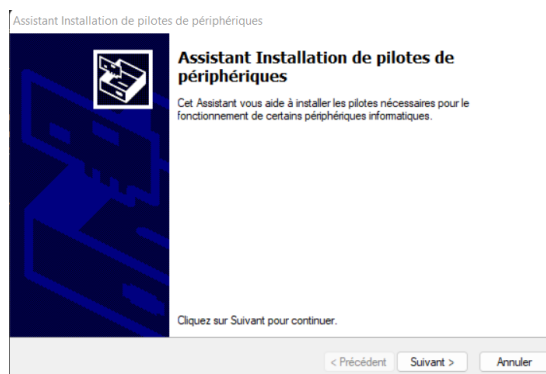 Assistant Installation de pilotes de périphériques
Assistant Installation de pilotes de
périphériques
Cet Assistant vous aide à installer les pilotes nécessaires pour le
fonctionnement de certains périphériques informatiques.
Cliquez sur Suivant pour continuer.
< Précédent Suivant > Annuler